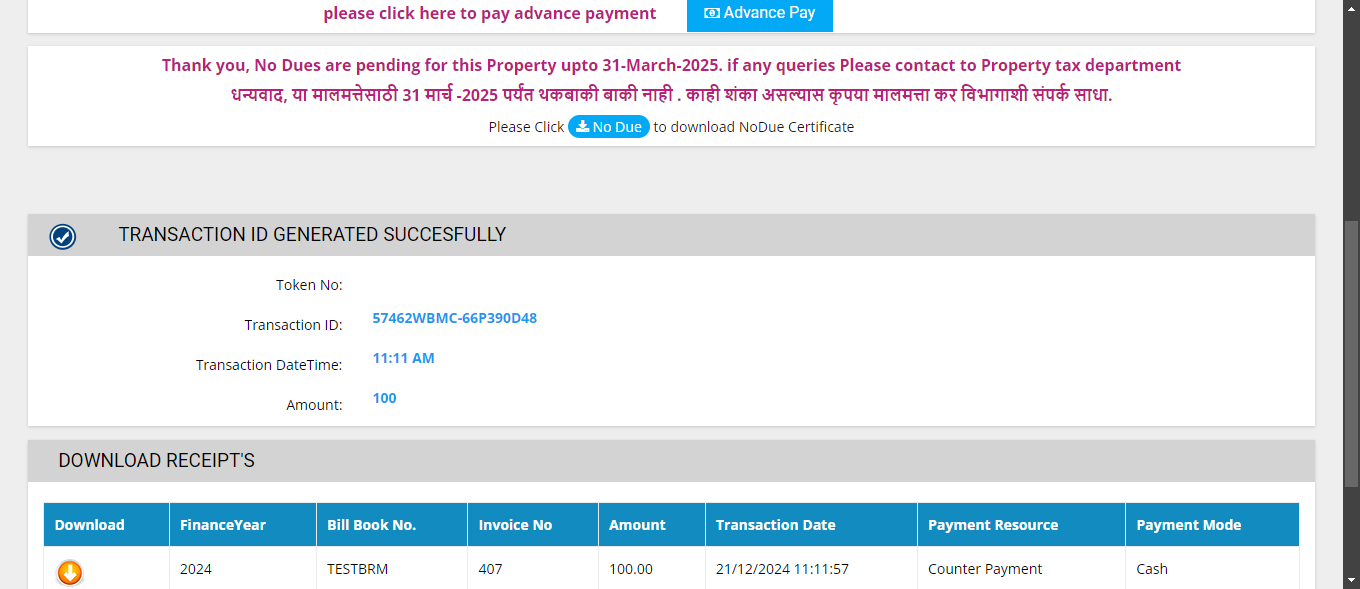 please click here to pay advance payment
Advance Pay
Thank you, No Dues are pending for this Property upto 31-March-2025. if any queries Please contact to Property tax department
धन्यवाद, या मालमत्तेसाठी 31 मार्च -2025 पर्यंत थकबाकी बाकी नाही . काही शंका असल्यास कृपया मालमत्ता कर विभागाशी संपर्क साधा.
Please Click No Due to download NoDue Certificate
TRANSACTION ID GENERATED SUCCESFULLY
Token No:
Transaction ID: 57462WBMC-66P390D48
Transaction DateTime: 11:11 AM
Amount: 100
DOWNLOAD RECEIPT'S
Download FinanceYear Bill Book No. Invoice No Amount Transaction Date Payment Resource Payment Mode
2024 TESTBRM 407 100.00 21/12/2024 11:11:57 Counter Payment Cash